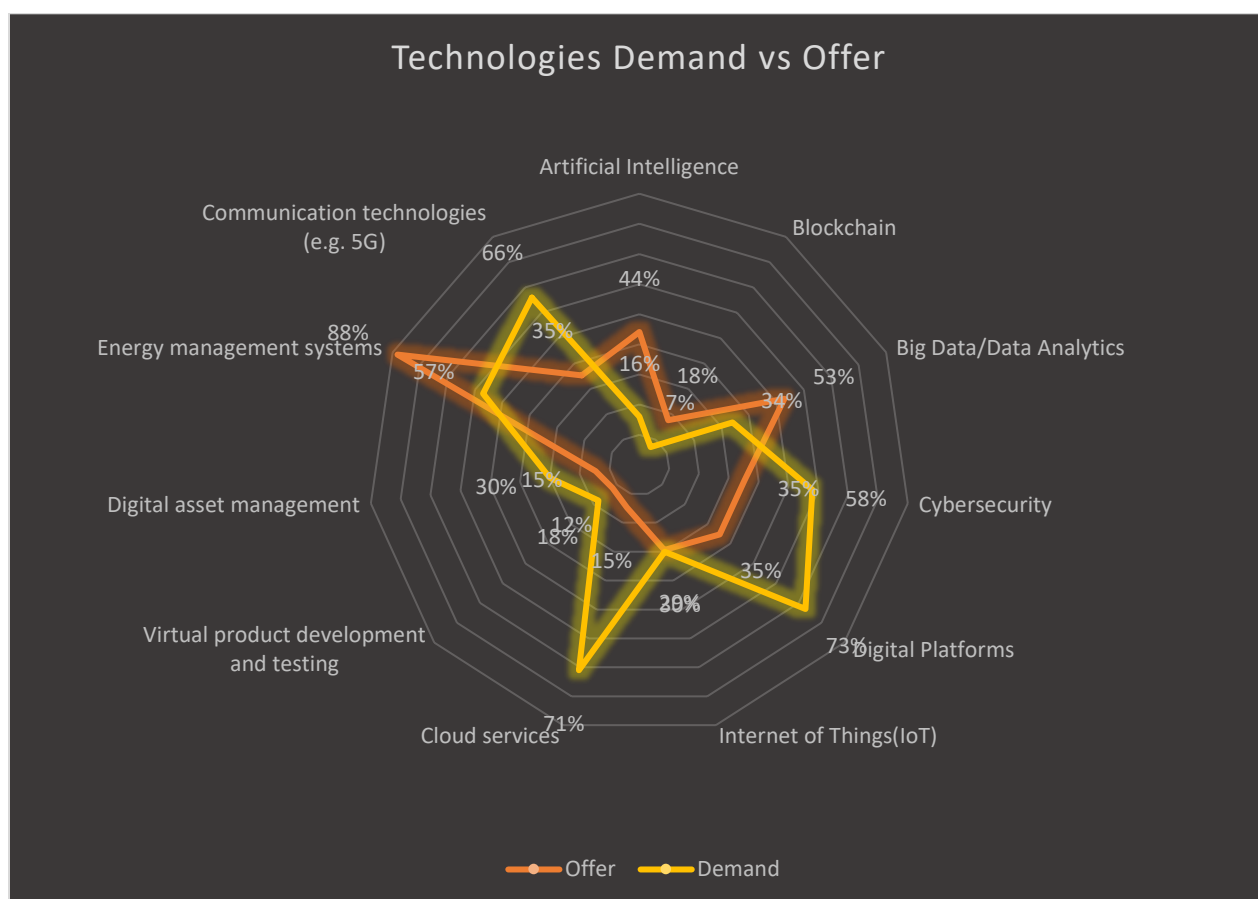 Technologies Demand vs Offer
Artificial Intelligence
Communication technologies
(e.g. 5G)
Blockchain
66%
44%
88%
35%
Energy management systems
57%
16%
18%
7%
Big Data/Data Analytics
53%
34%
Digital asset management
30%
15%
35%
58%
Cybersecurity
12%
18%
15%
35%
29%
Virtual product development
and testing
73%
Digital Platforms
Cloud services
71%
Internet of Things(IoT)
Offer
Demand